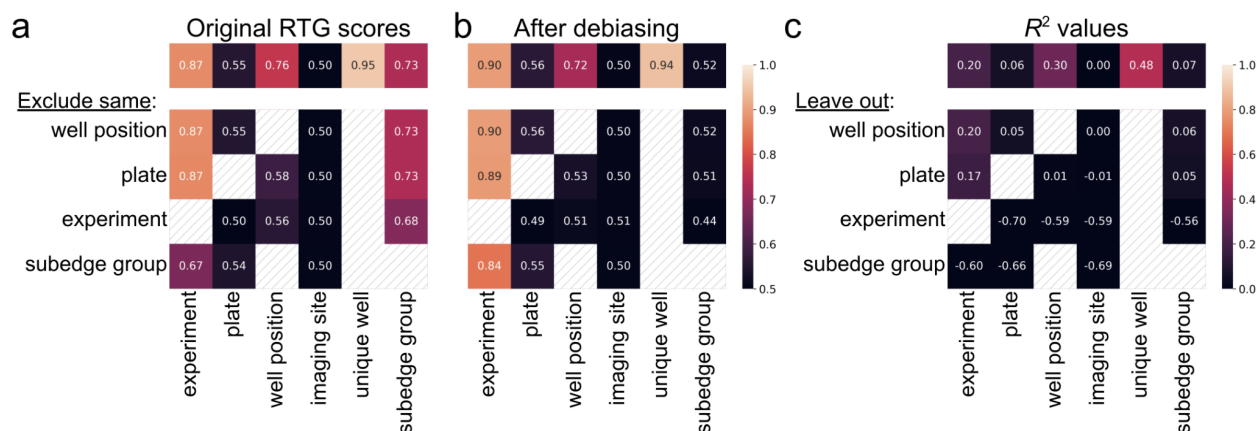 a Original RTG scores
0.87 0.55 0.76 0.50 0.95 0.73
Exclude same:
well position 0.87 0.55 0.50 0.73
plate 0.87 0.58 0.50 0.73
experiment 0.50 0.56 0.50 0.68
subedge group 0.67 0.54 0.50
experiment
plate
well position
imaging site
unique well
subedge group
b After debiasing
0.90 0.56 0.72 0.50 0.94 0.52
0.90 0.56 0.50 0.52
0.89 0.53 0.50 0.51
0.49 0.51 0.51 0.44
0.84 0.55 0.50
experiment
plate
well position
imaging site
unique well
subedge group
1.0
0.9
0.8
0.7
0.6
0.5
c R² values
0.20 0.06 0.30 0.00 0.48 0.07
Leave out:
well position 0.20 0.05 0.00 0.06
plate 0.17 0.01 -0.01 0.05
experiment -0.70 -0.59 -0.59 -0.56
subedge group -0.60 -0.66 -0.69
experiment
plate
well position
imaging site
unique well
subedge group
1.0
0.8
0.6
0.4
0.2
0.0